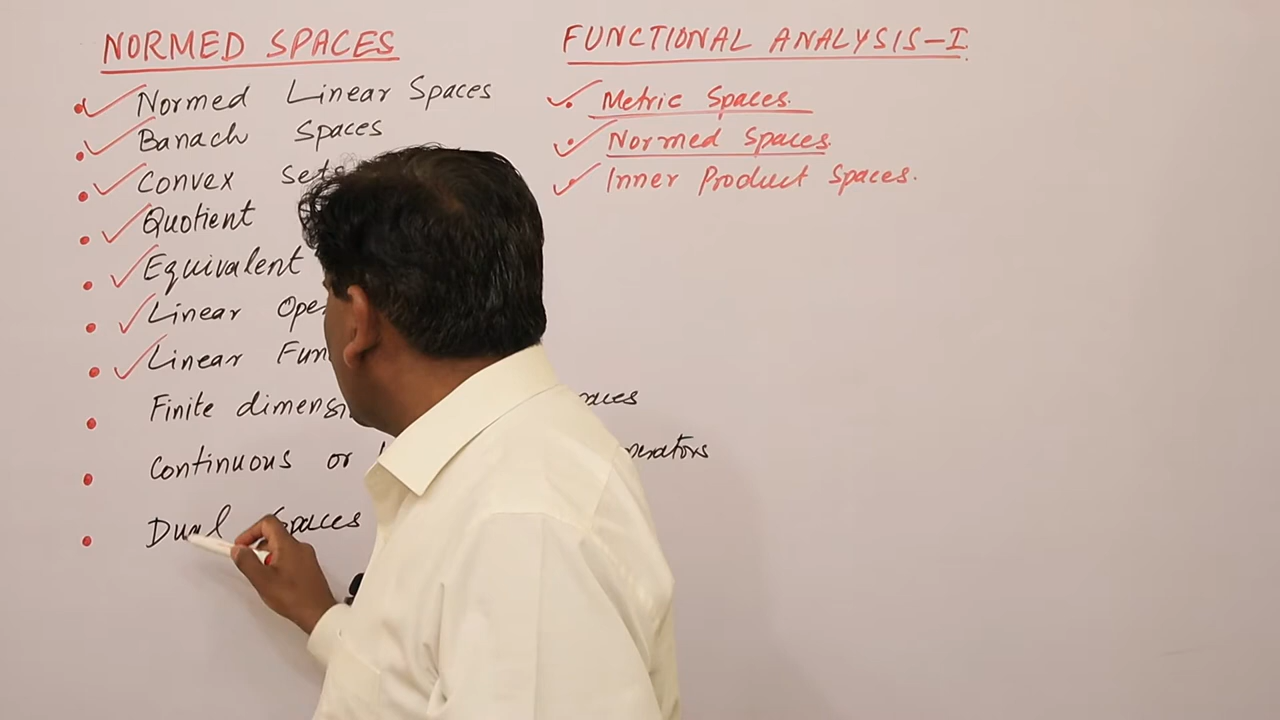 NORMED SPACES
Normed Linear Spaces
Banach Spaces
Convex sets
Quotient
Equivalent
Linear
Linear
Finite
Continuous or
Dual Spaces
FUNCTIONAL ANALYSIS-I
Metric Spaces.
Normed Spaces.
Inner Product Spaces.